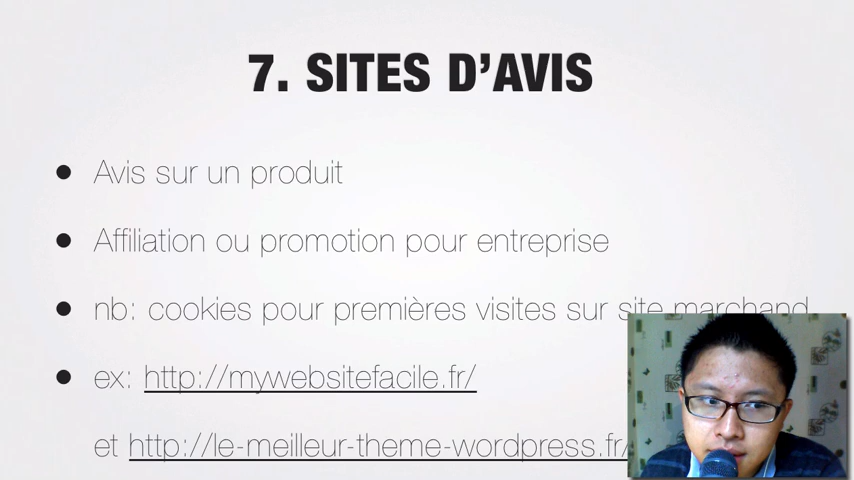 7. SITES D’AVIS
• Avis sur un produit
• Affiliation ou promotion pour entreprise
• nb: cookies pour premières visites sur site marchand
• ex: http://mywebsitefacile.fr/
et http://le-meilleur-theme-wordpress.fr/